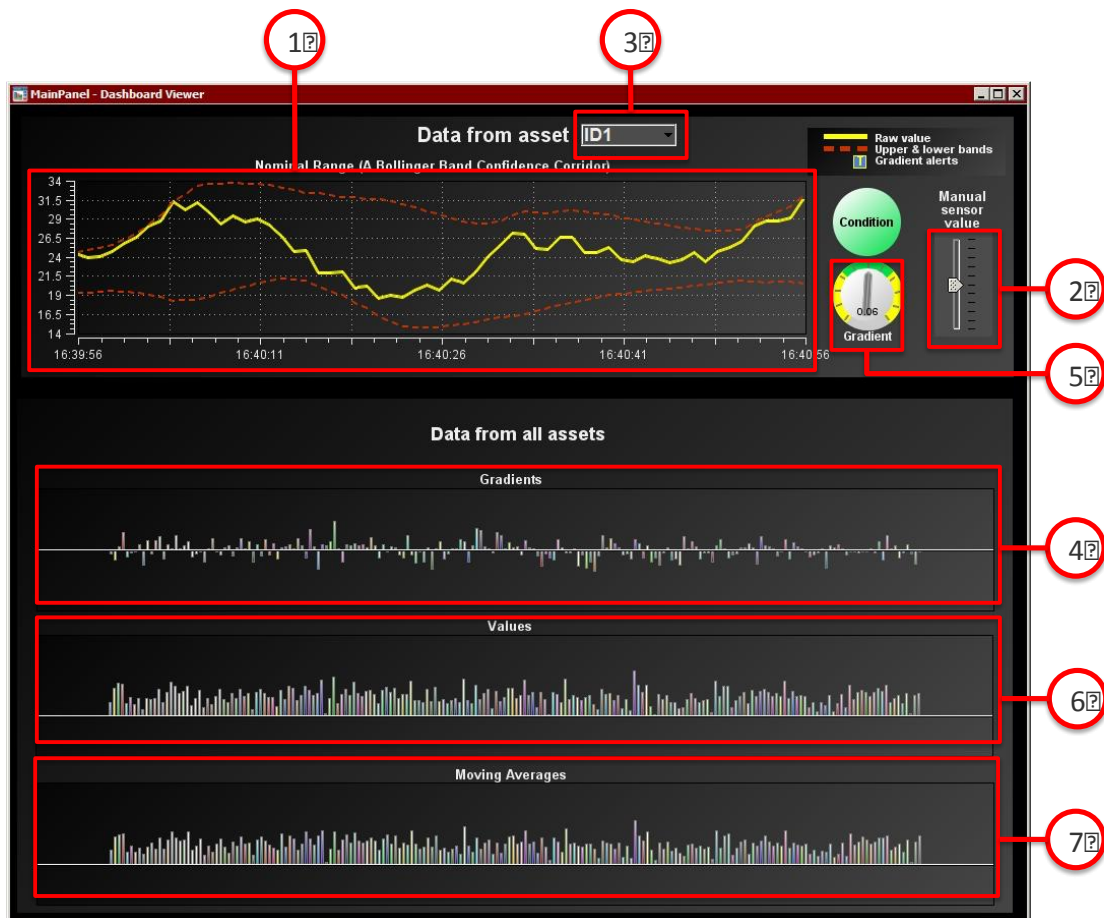 1
3
MainPanel - Dashboard Viewer
Data from asset ID1
Nominal Range (A Bollinger Band Confidence Corridor)
Raw value
Upper & lower bands
T Gradient alerts
34
31.5
29
26.5
24
21.5
19
16.5
14
16:39:56 16:40:11 16:40:26 16:40:41 16:40:56
Condition
Manual
sensor
value
0.06
Gradient
2
5
Data from all assets
Gradients
4
Values
6
Moving Averages
7